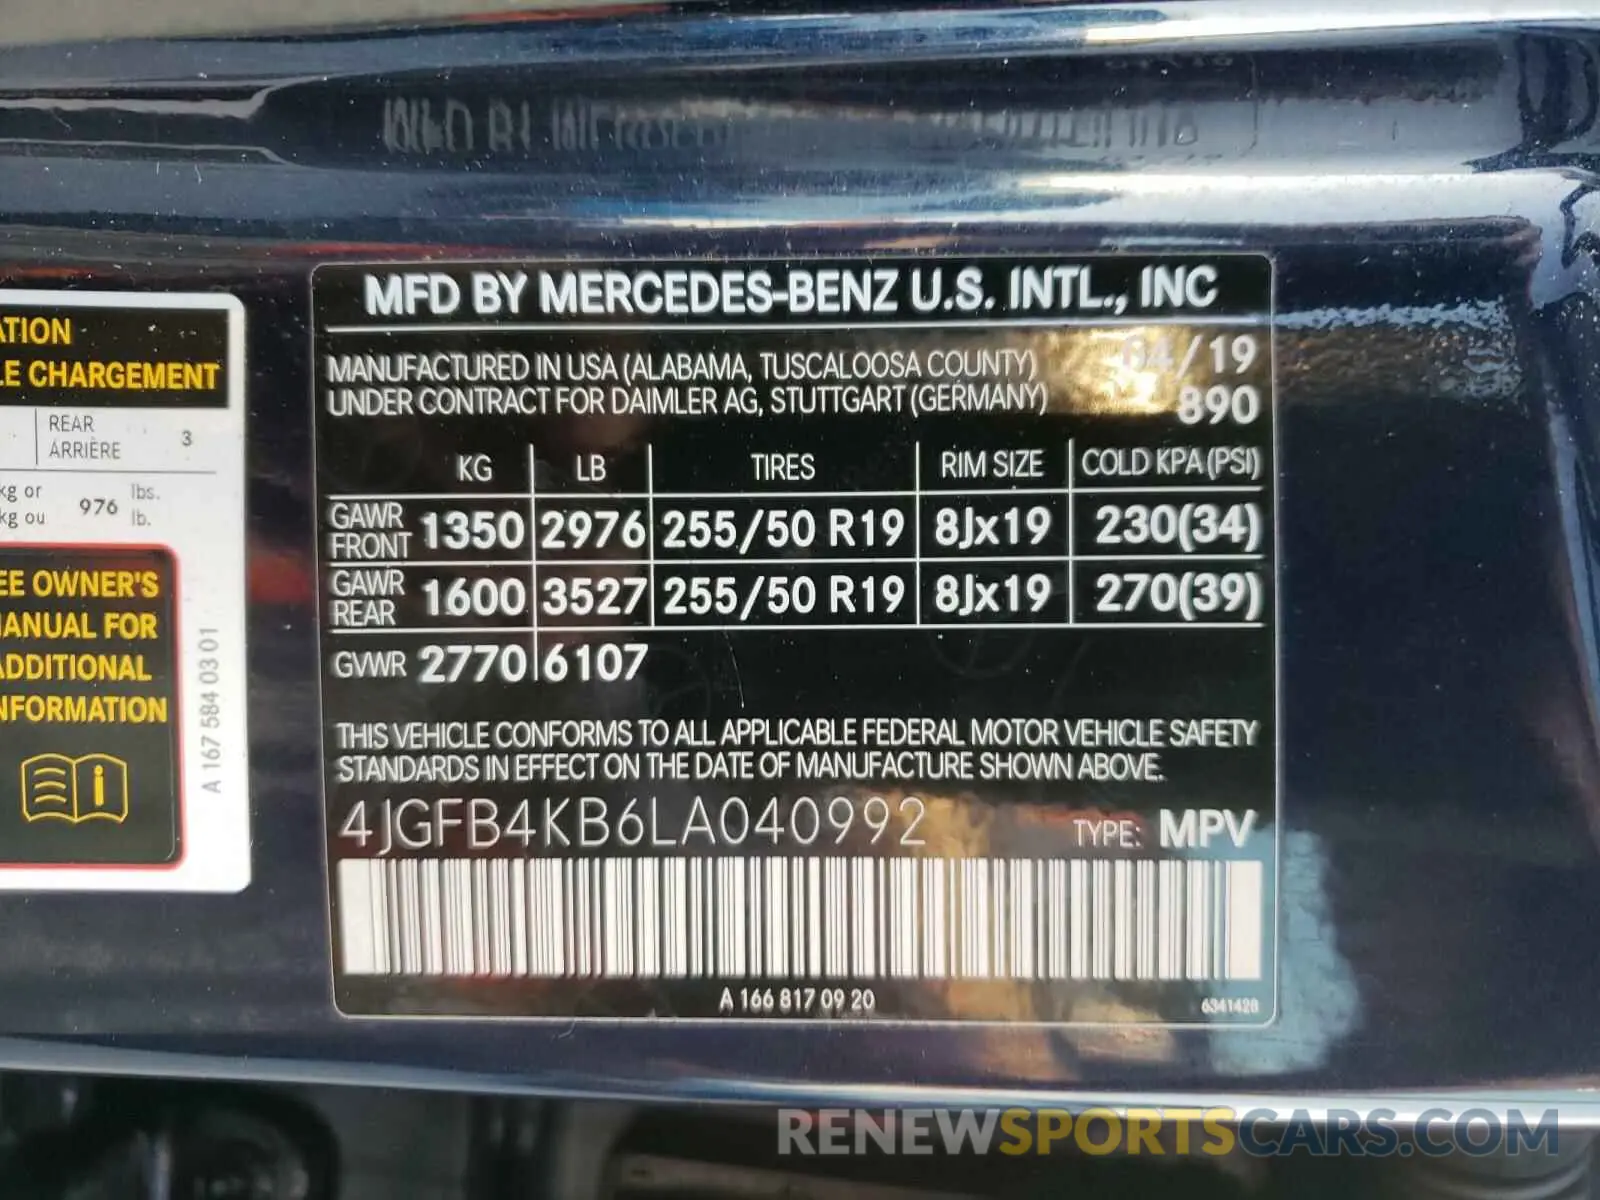 MFD BY MERCEDES-BENZ U.S. INTL., INC
MANUFACTURED IN USA (ALABAMA, TUSCALOOSA COUNTY) 04/19
UNDER CONTRACT FOR DAIMLER AG, STUTTGART (GERMANY) 890
KG LB TIRES RIM SIZE COLD KPA (PSI)
GAWR FRONT 1350 2976 255/50 R19 8Jx19 230(34)
GAWR REAR 1600 3527 255/50 R19 8Jx19 270(39)
GVWR 2770 6107
THIS VEHICLE CONFORMS TO ALL APPLICABLE FEDERAL MOTOR VEHICLE SAFETY
STANDARDS IN EFFECT ON THE DATE OF MANUFACTURE SHOWN ABOVE.
4JGFB4KB6LA040992 TYPE: MPV
A 166 817 09 20 6341428
ATION
LE CHARGEMENT
REAR
ARRIÈRE 3
kg or 976 lbs.
kg ou lb.
EE OWNER'S
ANUAL FOR
ADDITIONAL
NFORMATION
A 167 584 03 01
RENEWSPORTSCARS.COM